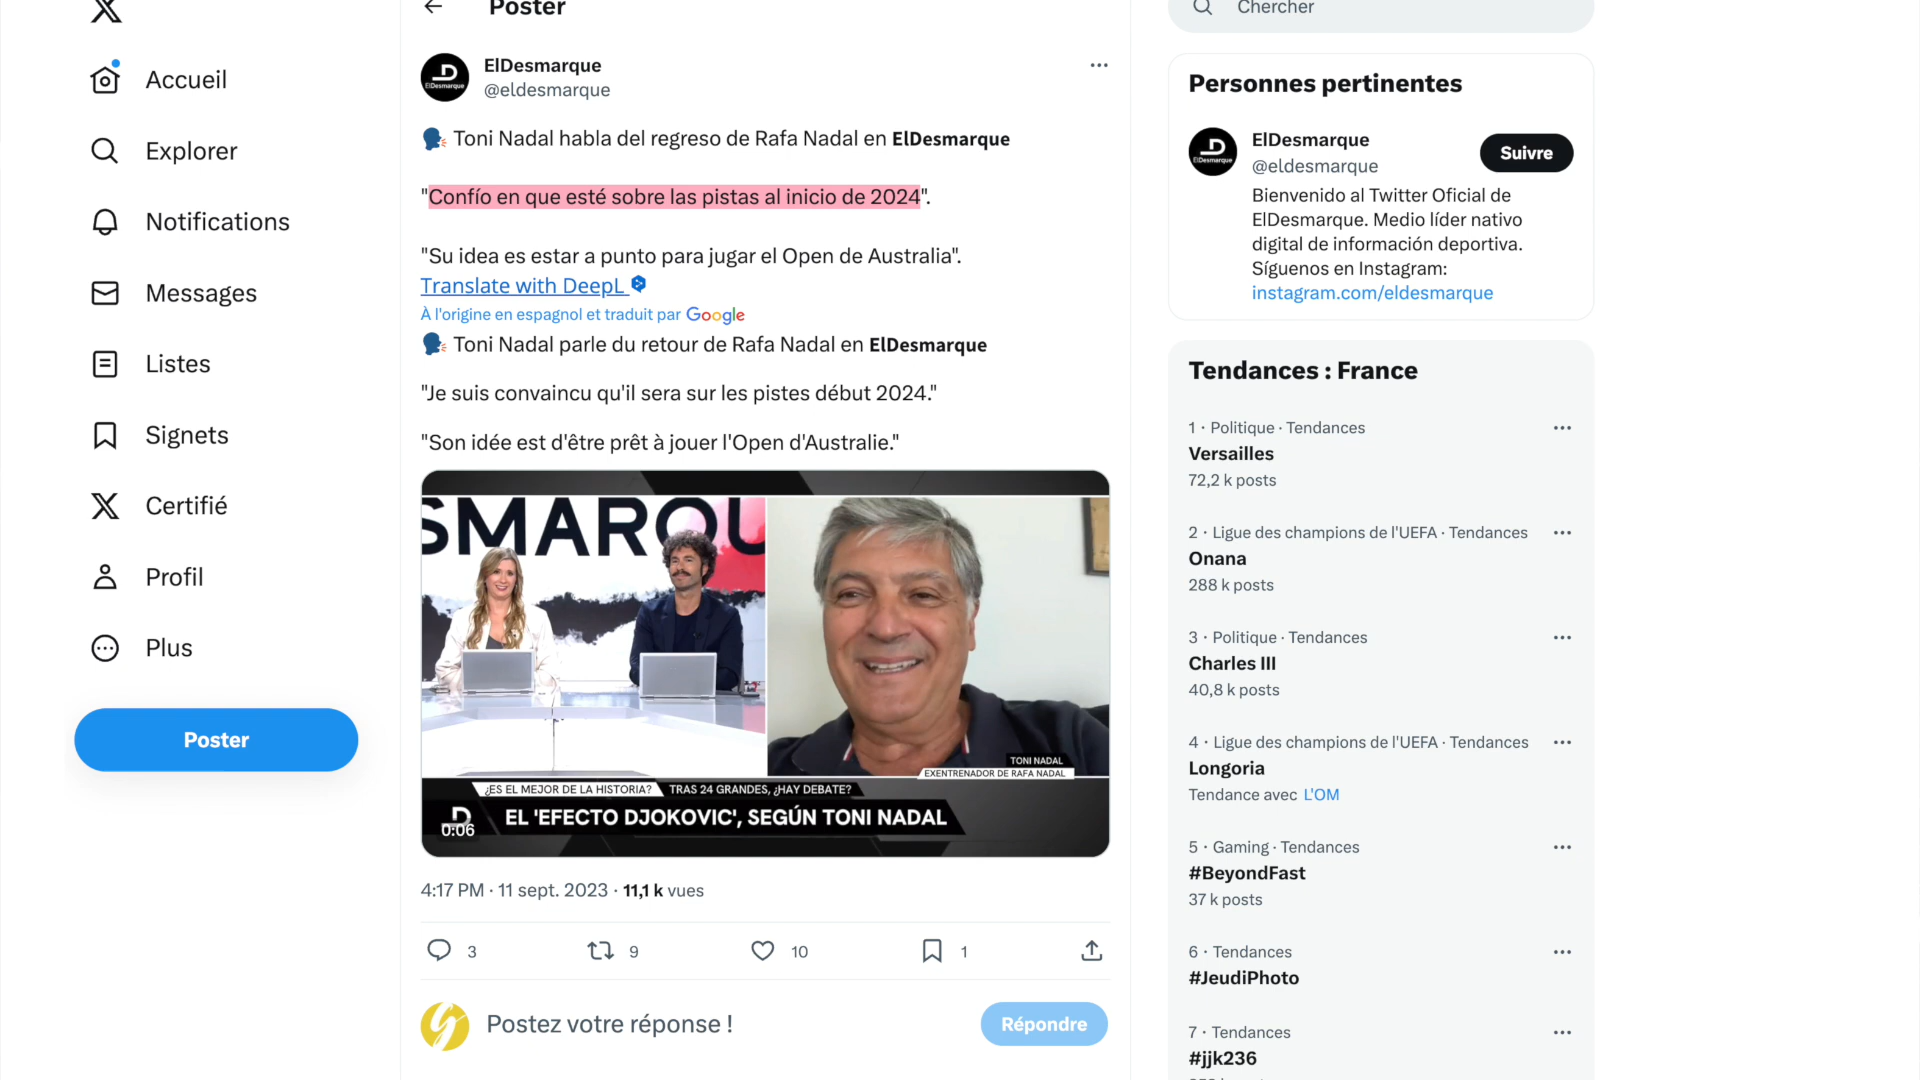 Poster
Chercher
Accueil
Explorer
Notifications
Messages
Listes
Signets
Certifié
Profil
Plus
Poster
ElDesmarque
@eldesmarque
Toni Nadal habla del regreso de Rafa Nadal en ElDesmarque
"Confío en que esté sobre las pistas al inicio de 2024".
"Su idea es estar a punto para jugar el Open de Australia".
Translate with DeepL
À l'origine en espagnol et traduit par Google
Toni Nadal parle du retour de Rafa Nadal en ElDesmarque
"Je suis convaincu qu'il sera sur les pistes début 2024."
"Son idée est d'être prêt à jouer l'Open d'Australie."
SMARQU
TONI NADAL
EXENTRENADOR DE RAFA NADAL
¿ES EL MEJOR DE LA HISTORIA? TRAS 24 GRANDES, ¿HAY DEBATE?
EL 'EFECTO DJOKOVIC', SEGÚN TONI NADAL
0:06
4:17 PM · 11 sept. 2023 · 11,1 k vues
3 9 10 1
Postez votre réponse !
Répondre
Personnes pertinentes
ElDesmarque
@eldesmarque
Suivre
Bienvenido al Twitter Oficial de
ElDesmarque. Medio líder nativo
digital de información deportiva.
Síguenos en Instagram:
instagram.com/eldesmarque
Tendances : France
1 · Politique · Tendances
Versailles
72,2 k posts
2 · Ligue des champions de l'UEFA · Tendances
Onana
288 k posts
3 · Politique · Tendances
Charles III
40,8 k posts
4 · Ligue des champions de l'UEFA · Tendances
Longoria
Tendance avec L'OM
5 · Gaming · Tendances
#BeyondFast
37 k posts
6 · Tendances
#JeudiPhoto
7 · Tendances
#jjk236